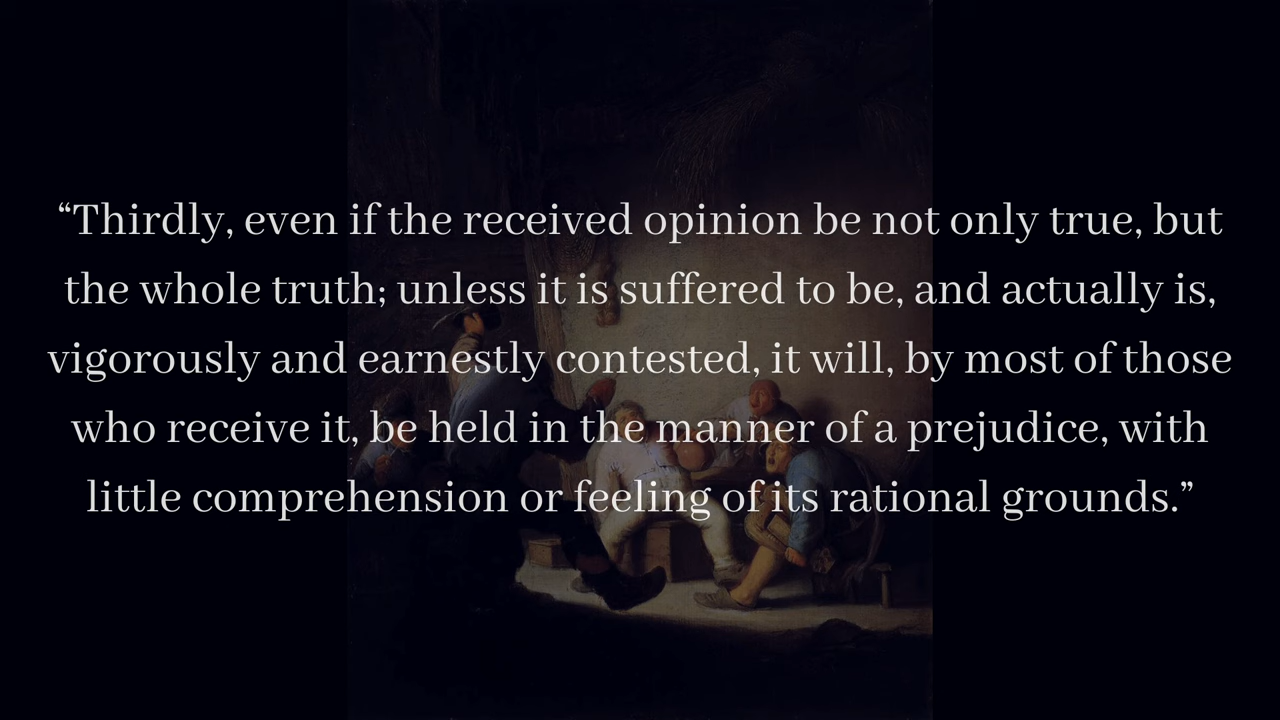 “Thirdly, even if the received opinion be not only true, but
the whole truth; unless it is suffered to be, and actually is,
vigorously and earnestly contested, it will, by most of those
who receive it, be held in the manner of a prejudice, with
little comprehension or feeling of its rational grounds.”